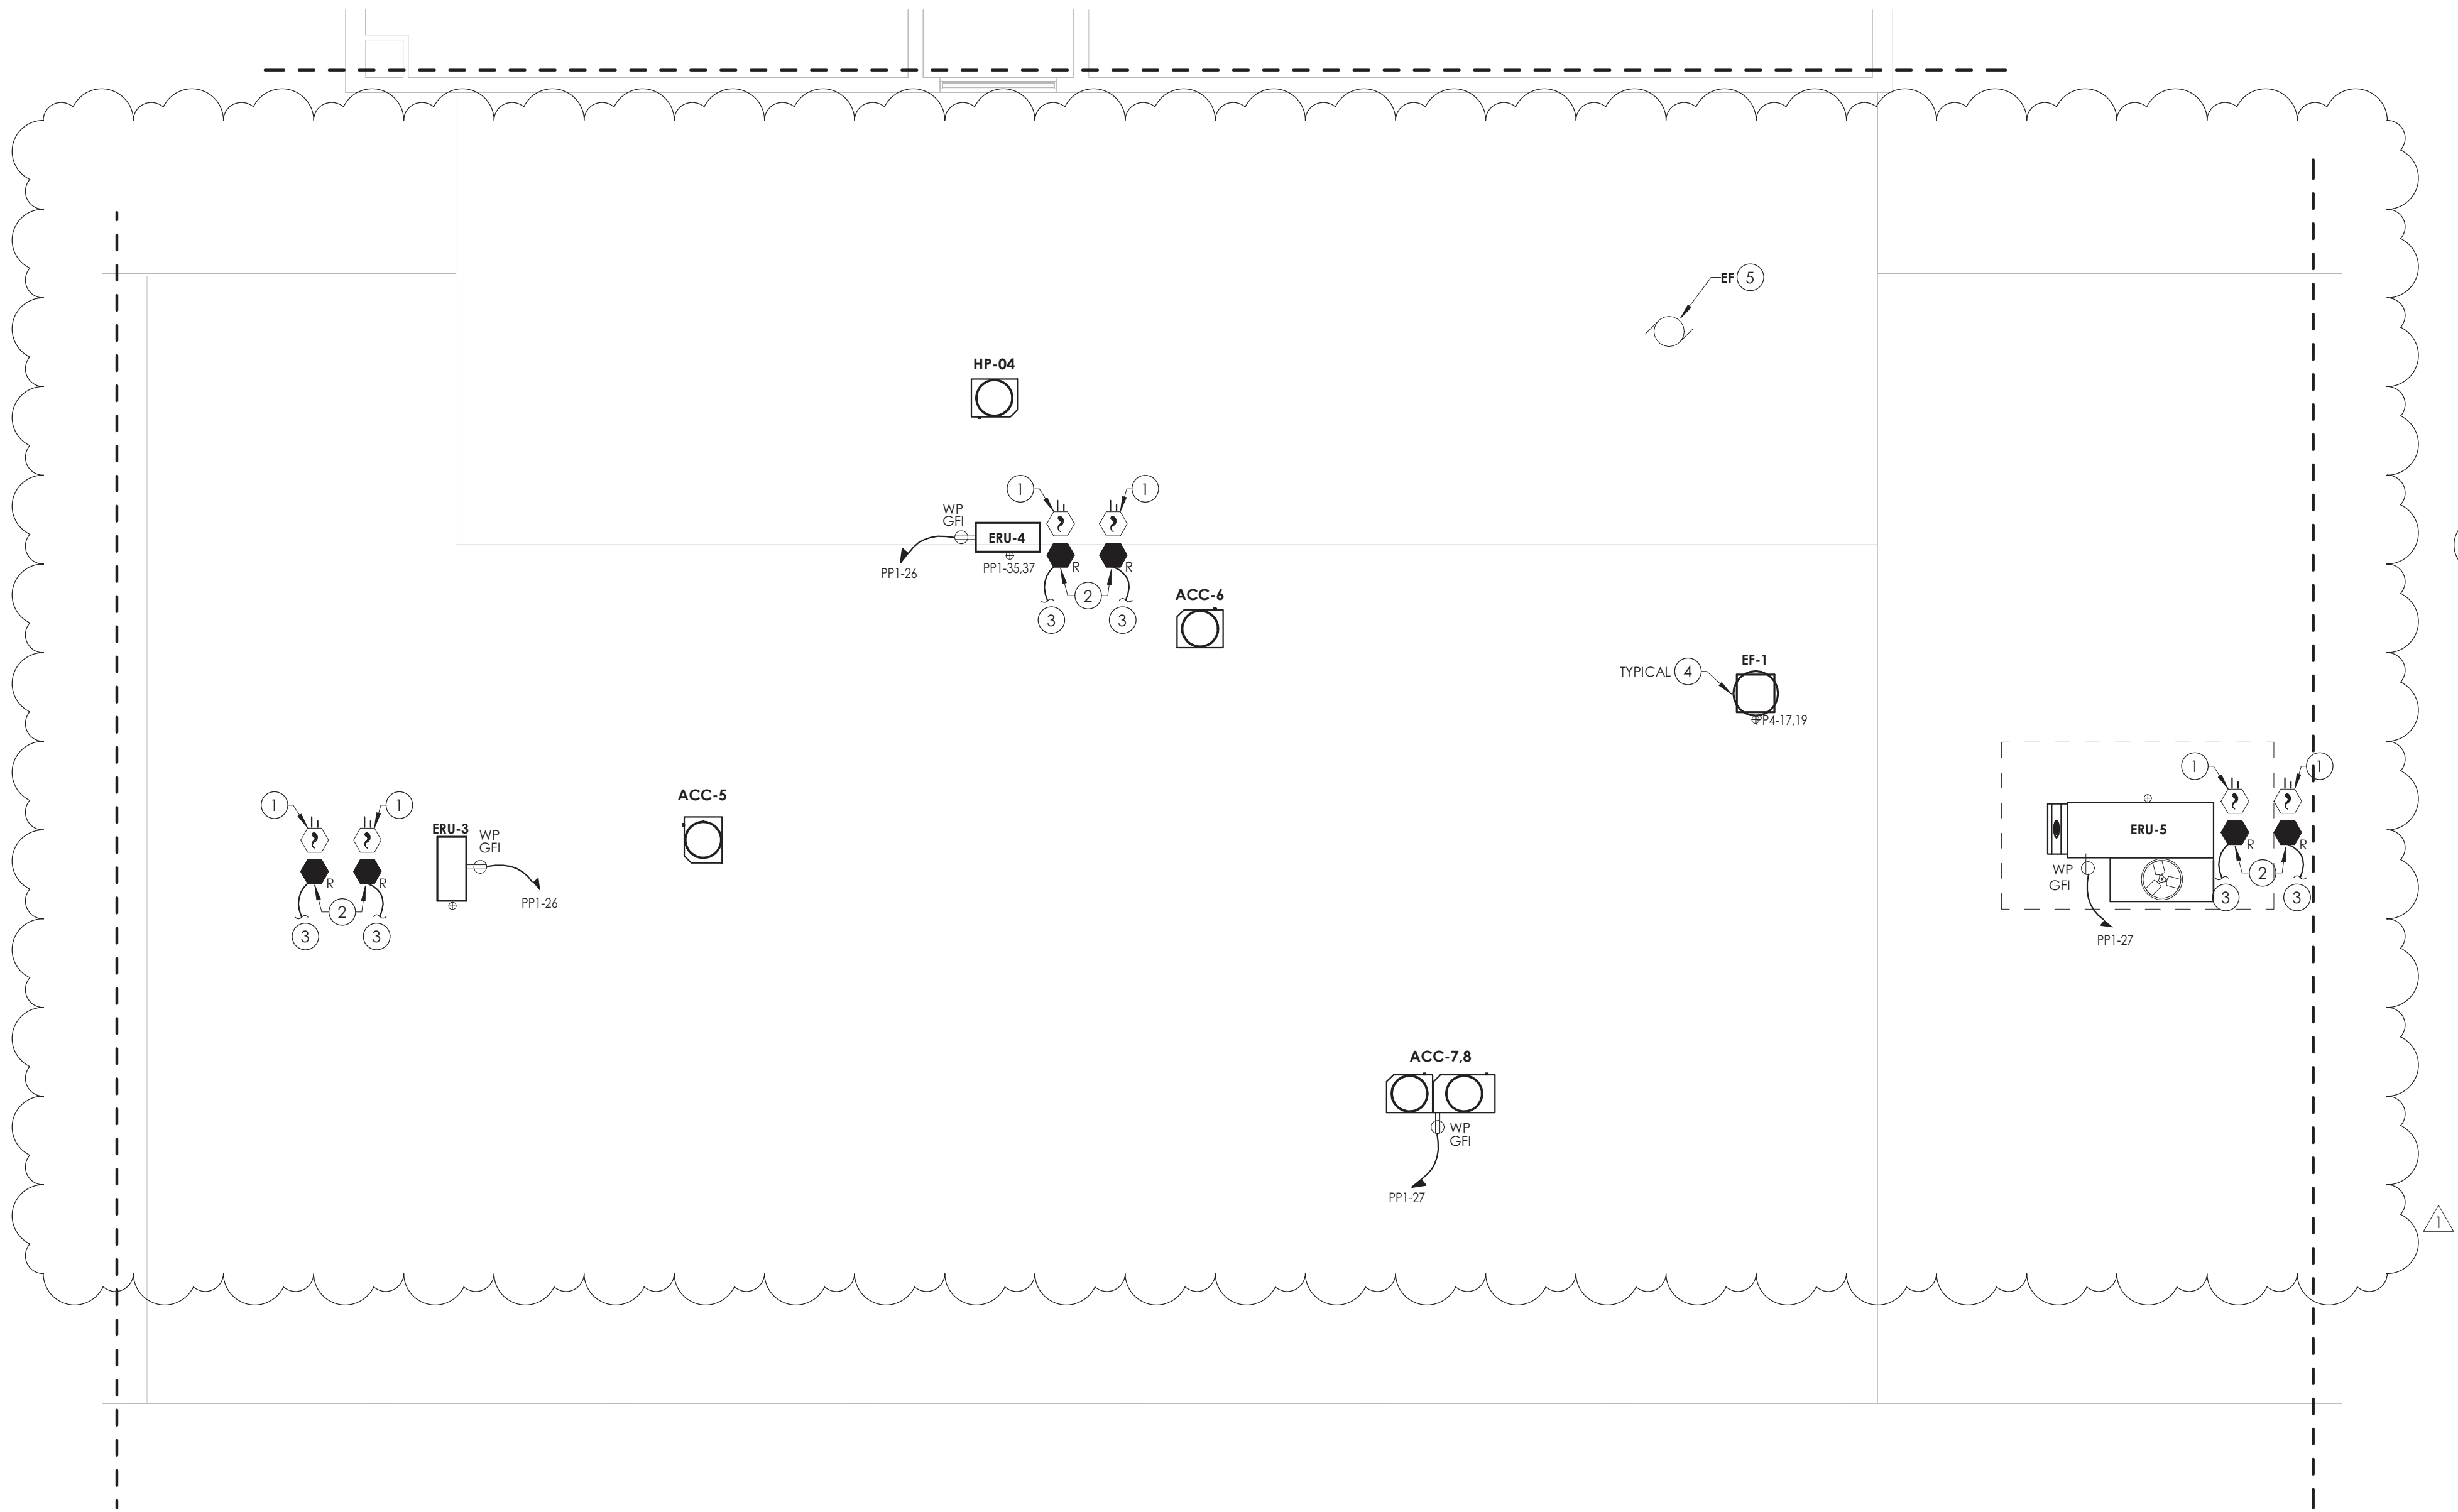 EF 5
HP-04
1
1
WP
GFI
ERU-4
PP1-26
PP1-35,37
R
R
2
3
3
ACC-6
EF-1
TYPICAL 4
PP4-17,19
1
1
ERU-3
WP
GFI
R
R
2
3
3
PP1-26
ACC-5
1
1
ERU-5
R
R
WP
GFI
2
3
3
PP1-27
ACC-7,8
WP
GFI
PP1-27
1